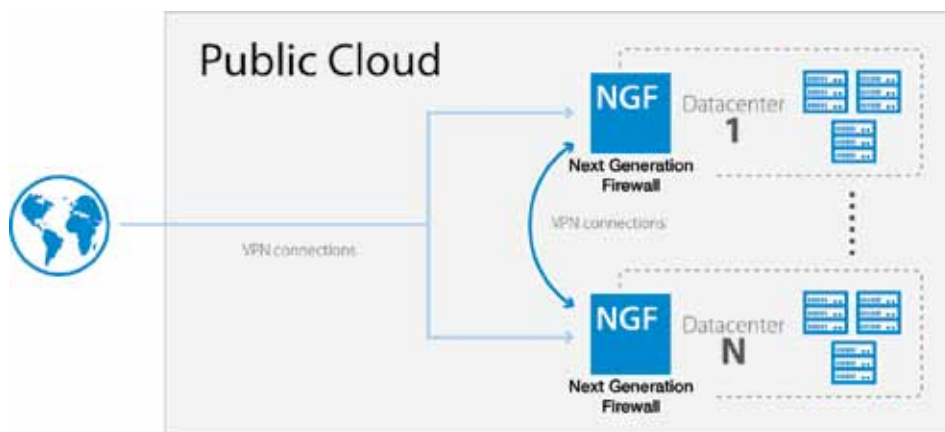 Public Cloud
NGF
Datacenter
1
Next Generation
Firewall
VPN connections
VPN connections
NGF
Datacenter
N
Next Generation
Firewall